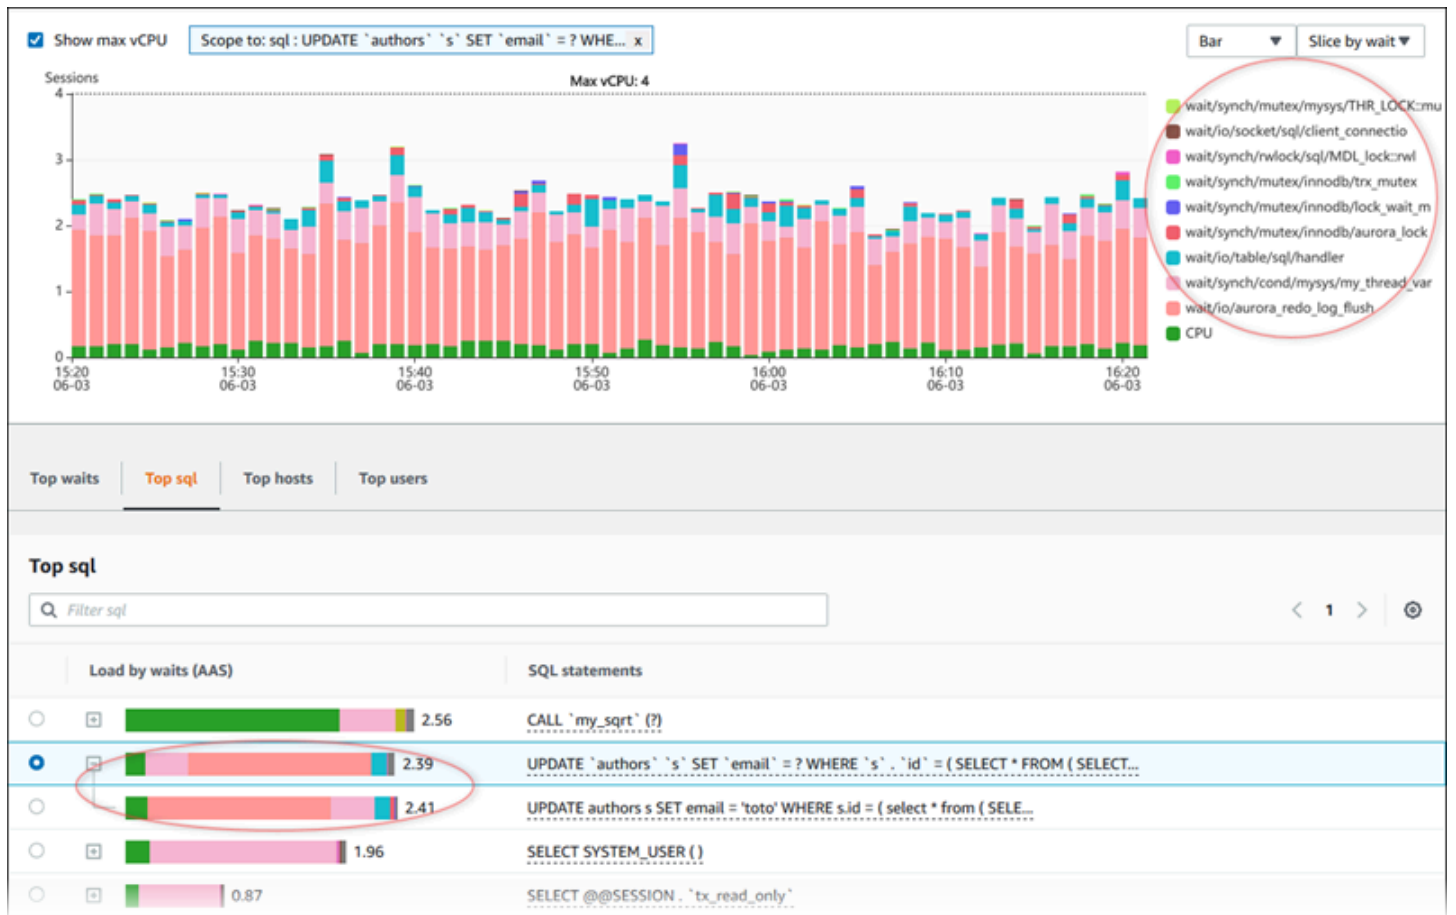 Show max vCPU
Scope to: sql : UPDATE `authors` `s` SET `email` = ? WHE... x
Bar
Slice by wait
Sessions
Max vCPU: 4
4
3
2
1
0
15:20
06-03
15:30
06-03
15:40
06-03
15:50
06-03
16:00
06-03
16:10
06-03
16:20
06-03
wait/synch/mutex/mysys/THR_LOCK::mu
wait/io/socket/sql/client_connectio
wait/synch/rwlock/sql/MDL_lock::rwl
wait/synch/mutex/innodb/trx_mutex
wait/synch/mutex/innodb/lock_wait_m
wait/synch/mutex/innodb/aurora_lock
wait/io/table/sql/handler
wait/synch/cond/mysys/my_thread_var
wait/io/aurora_redo_log_flush
CPU
Top waits
Top sql
Top hosts
Top users
Top sql
Filter sql
1
Load by waits (AAS)
SQL statements
2.56
CALL `my_sqrt` (?)
2.39
UPDATE `authors` `s` SET `email` = ? WHERE `s` . `id` = ( SELECT * FROM ( SELECT...
2.41
UPDATE authors s SET email = 'toto' WHERE s.id = ( select * from ( SELE...
1.96
SELECT SYSTEM_USER ( )
0.87
SELECT @@SESSION . `tx_read_only`